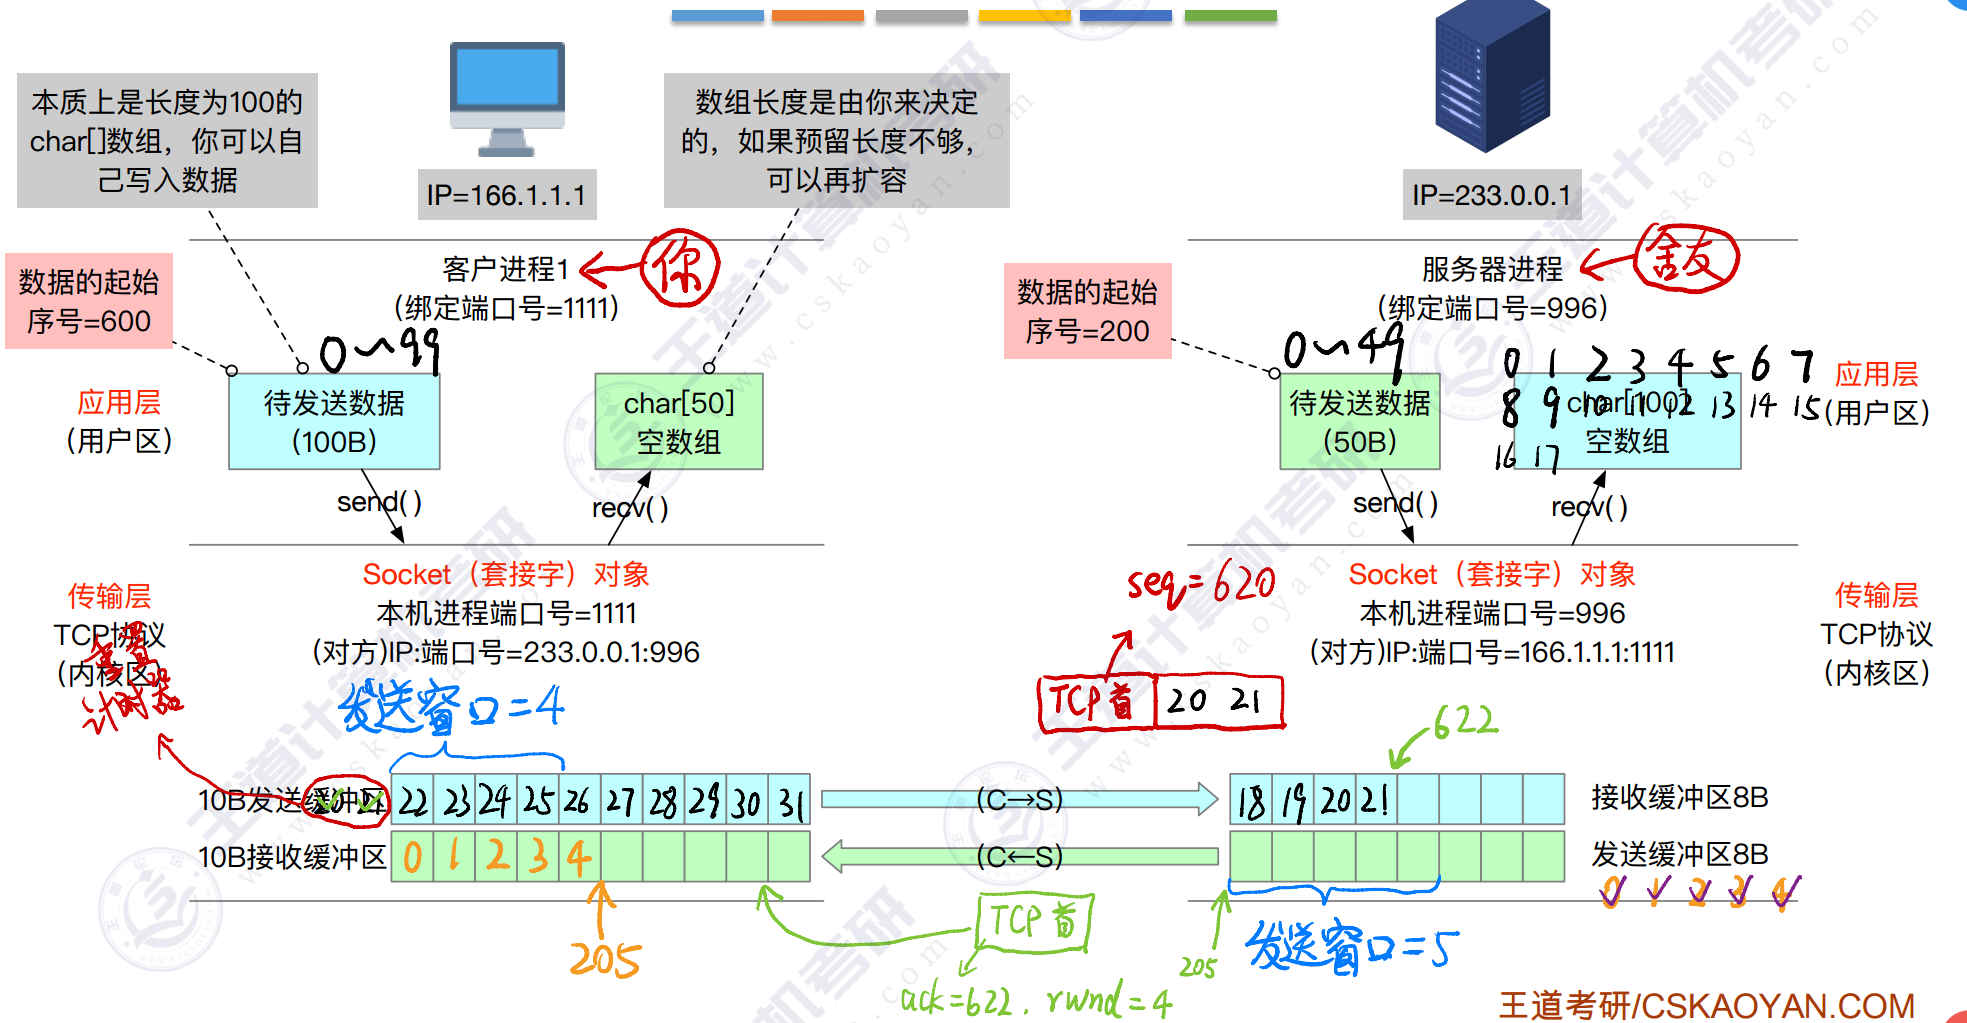 本质上是长度为100的
char[]数组，你可以自
己写入数据
数组长度是由你来决定
的，如果预留长度不够，
可以再扩容
IP=166.1.1.1
IP=233.0.0.1
客户进程1
(绑定端口号=1111)
你
服务器进程
(绑定端口号=996)
数据的起始
序号=600
数据的起始
序号=200
0~99
0~49
应用层
(用户区)
待发送数据
(100B)
char[50]
空数组
待发送数据
(50B)
char[100]
空数组
0 1 2 3 4 5 6 7
8 9 10 11 12 13 14 15
16 17
应用层
(用户区)
send()
recv()
send()
recv()
Socket（套接字）对象
本机进程端口号=1111
(对方)IP:端口号=233.0.0.1:996
seq=620
Socket（套接字）对象
本机进程端口号=996
(对方)IP:端口号=166.1.1.1:1111
传输层
TCP协议
(内核区)
重置
计时器
传输层
TCP协议
(内核区)
发送窗口=4
TCP首 20 21
622
10B发送缓冲区
22 23 24 25 26 27 28 29 30 31
(C→S)
18 19 20 21
接收缓冲区8B
10B接收缓冲区
0 1 2 3 4
(C←S)
发送缓冲区8B
0 1 2 3 4
205
TCP首
ack=622, rwnd=4
205
发送窗口=5
王道考研/CSKAOYAN.COM
王道计算机考研
www.cskaoyan.com